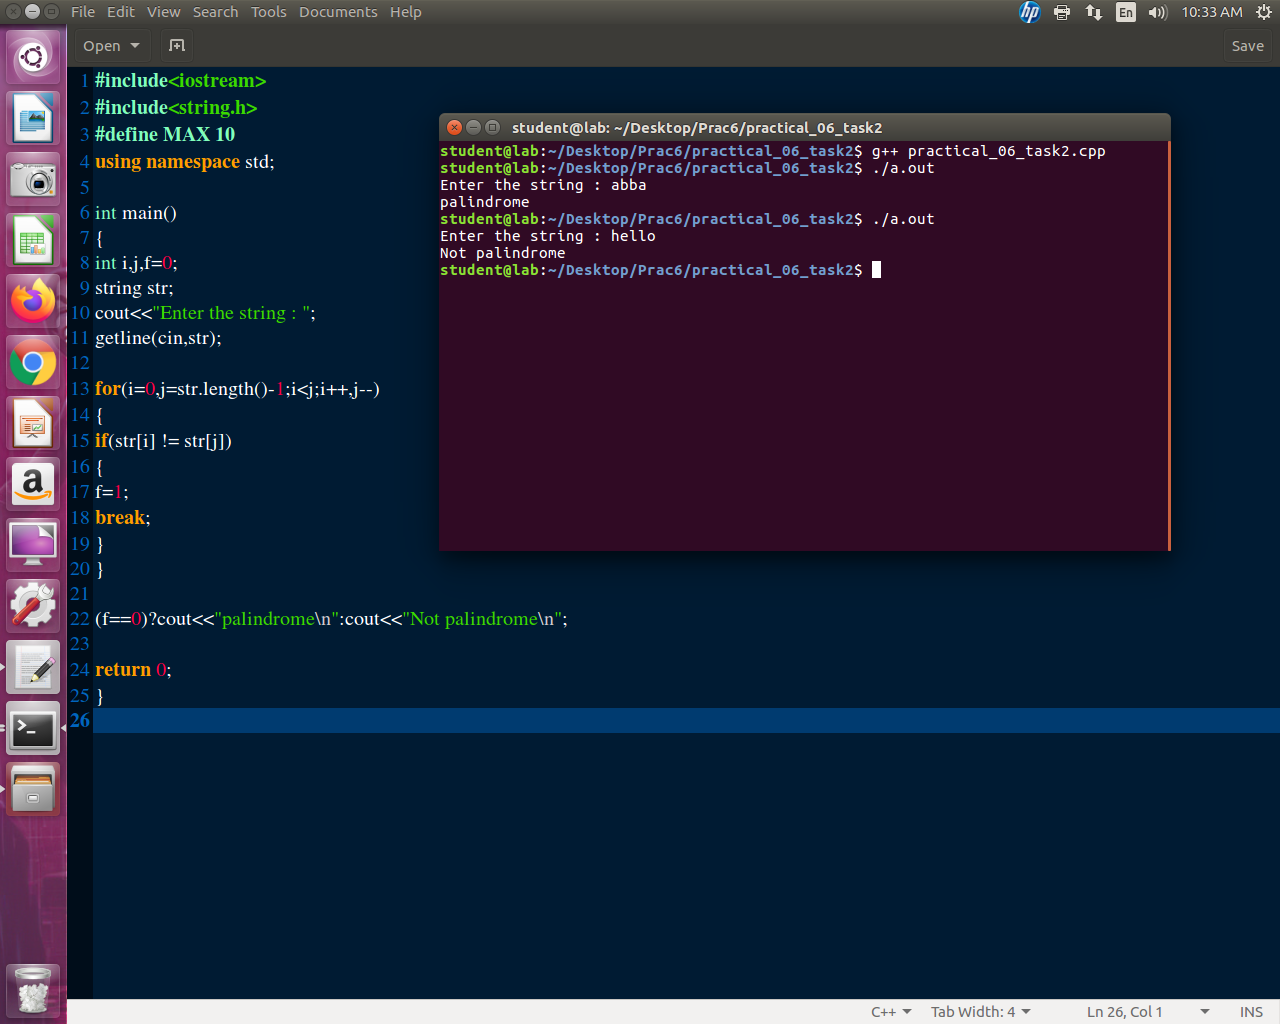 File Edit View Search Tools Documents Help
hp En 10:33 AM
Open Save
1 #include<iostream>
2 #include<string.h>
3 #define MAX 10
4 using namespace std;
5
6 int main()
7 {
8 int i,j,f=0;
9 string str;
10 cout<<"Enter the string : ";
11 getline(cin,str);
12
13 for(i=0,j=str.length()-1;i<j;i++,j--)
14 {
15 if(str[i] != str[j])
16 {
17 f=1;
18 break;
19 }
20 }
21
22 (f==0)?cout<<"palindrome\n":cout<<"Not palindrome\n";
23
24 return 0;
25 }
26
student@lab: ~/Desktop/Prac6/practical_06_task2
student@lab:~/Desktop/Prac6/practical_06_task2$ g++ practical_06_task2.cpp
student@lab:~/Desktop/Prac6/practical_06_task2$ ./a.out
Enter the string : abba
palindrome
student@lab:~/Desktop/Prac6/practical_06_task2$ ./a.out
Enter the string : hello
Not palindrome
student@lab:~/Desktop/Prac6/practical_06_task2$
a
>_
C++ Tab Width: 4 Ln 26, Col 1 INS